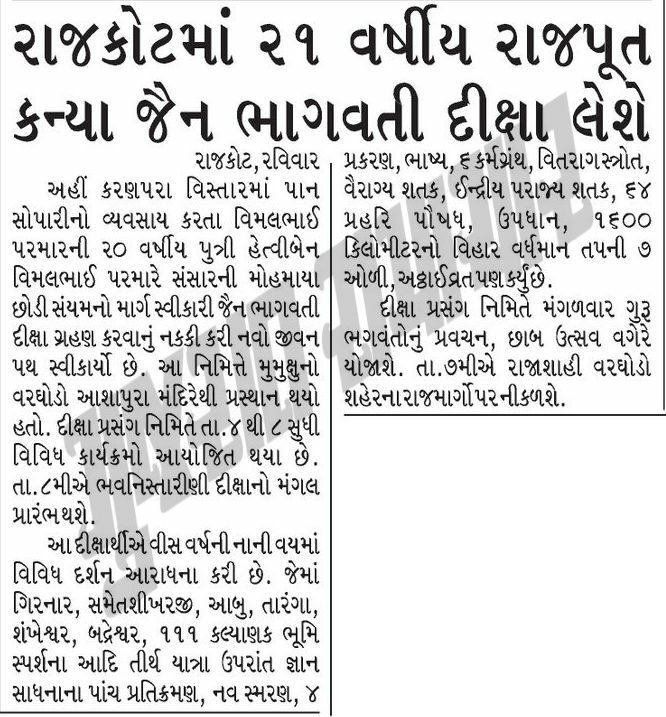 રાજકોટમાં ૨૧ વર્ષીય રાજપૂત
કન્યા જૈન ભાગવતી દીક્ષા લેશે
રાજકોટ,રવિવાર
અહીં કરણપરા વિસ્તારમાં પાન
સોપારીનો વ્યવસાય કરતા વિમલભાઈ
પરમારની ૨૦ વર્ષીય પુત્રી હેત્વીબેન
વિમલભાઈ પરમારે સંસારની મોહમાયા
છોડી સંયમનો માર્ગ સ્વીકારી જૈન ભાગવતી
દીક્ષા ગ્રહણ કરવાનું નક્કી કરી નવો જીવન
પથ સ્વીકાર્યો છે. આ નિમિત્તે મુમુક્ષુનો
વરઘોડો આશાપુરા મંદિરેથી પ્રસ્થાન થયો
હતો. દીક્ષા પ્રસંગ નિમિતે તા.૪ થી ૮ સુધી
વિવિધ કાર્યક્રમો આયોજિત થયા છે.
તા.૮મીએ ભવનિસ્તારીણી દીક્ષાનો મંગલ
પ્રારંભ થશે.
આ દીક્ષાર્થીએ વીસ વર્ષની નાની વયમાં
વિવિધ દર્શન આરાધના કરી છે. જેમાં
ગિરનાર, સમેતશીખરજી, આબુ, તારંગા,
શંખેશ્વર, બદ્રેશ્વર, ૧૧૧ કલ્યાણક ભૂમિ
સ્પર્શના આદિ તીર્થ યાત્રા ઉપરાંત જ્ઞાન
સાધનાના પાંચ પ્રતિક્રમણ, નવ સ્મરણ, ૪
પ્રકરણ, ભાષ્ય, ૬ કર્મગ્રંથ, વિતરાગસ્ત્રોત,
વૈરાગ્ય શતક, ઈન્દ્રીય પરાજ્ય શતક, ૬૪
પ્રહરિ પૌષધ, ઉપધાન, ૧૬૦૦
કિલોમિટરનો વિહાર વર્ધમાન તપની ૭
ઓળી, અઠ્ઠાઈવ્રત પણ કર્યું છે.
દીક્ષા પ્રસંગ નિમિતે મંગળવાર ગુરૂ
ભગવંતોનું પ્રવચન, છાબ ઉત્સવ વગેરે
યોજાશે. તા.૭મીએ રાજાશાહી વરઘોડો
શહેરના રાજમાર્ગો પર નીકળશે.
ગુજરાત સમાચાર